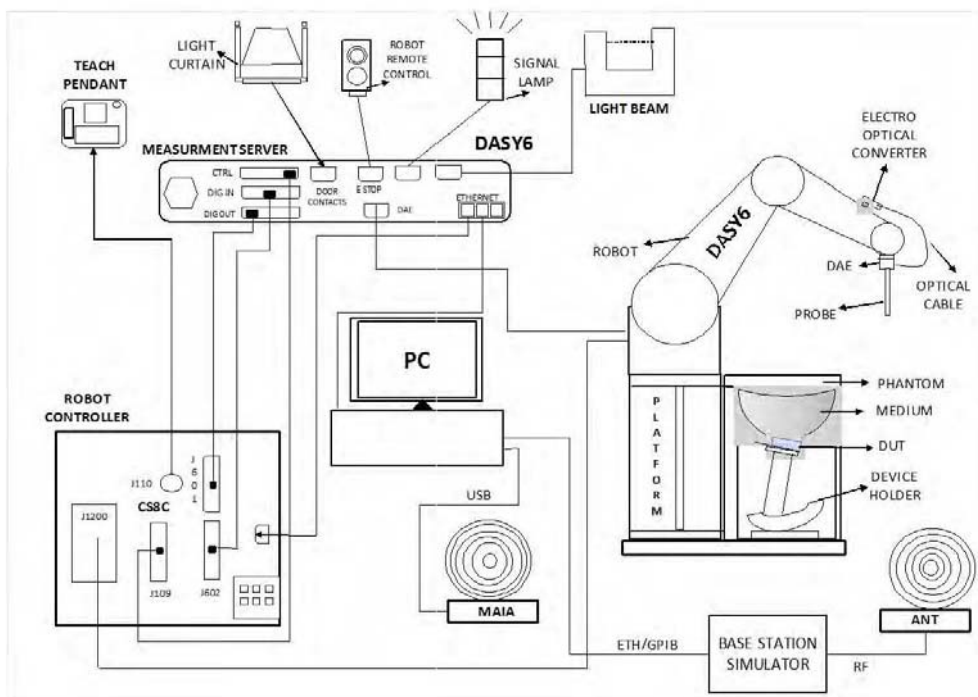 LIGHT
CURTAIN
ROBOT
REMOTE
CONTROL
SIGNAL
LAMP
LIGHT BEAM
TEACH
PENDANT
MEASURMENT SERVER
DASY6
CTRL
DIG IN
DIG OUT
DOOR
CONTACTS
E STOP
DAE
ETHERNET
ELECTRO
OPTICAL
CONVERTER
ROBOT
DASY6
DAE
OPTICAL
CABLE
PROBE
PC
PLATFORM
PHANTOM
MEDIUM
DUT
DEVICE
HOLDER
ROBOT
CONTROLLER
J110
J601
CS8C
J1200
J109
J602
USB
MAIA
ETH/GPIB
BASE STATION
SIMULATOR
RF
ANT